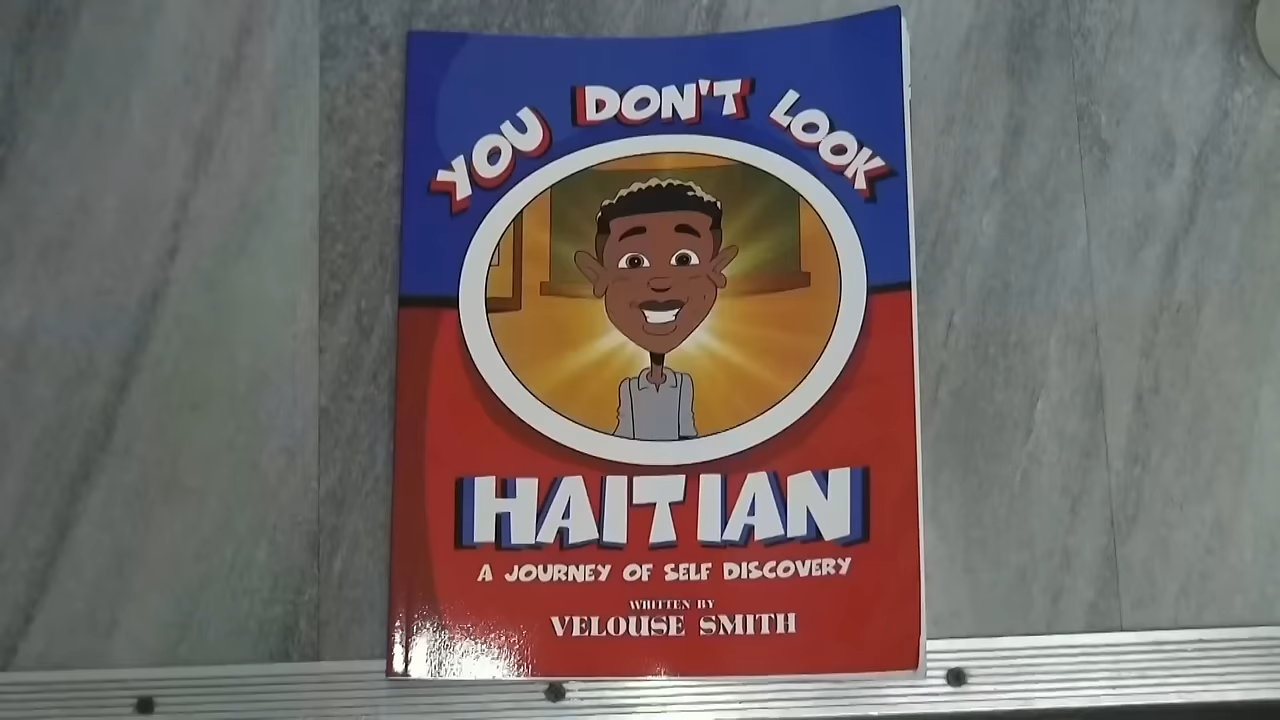 YOU DON'T LOOK
HAITIAN
A JOURNEY OF SELF DISCOVERY
WRITTEN BY
VELOUSE SMITH